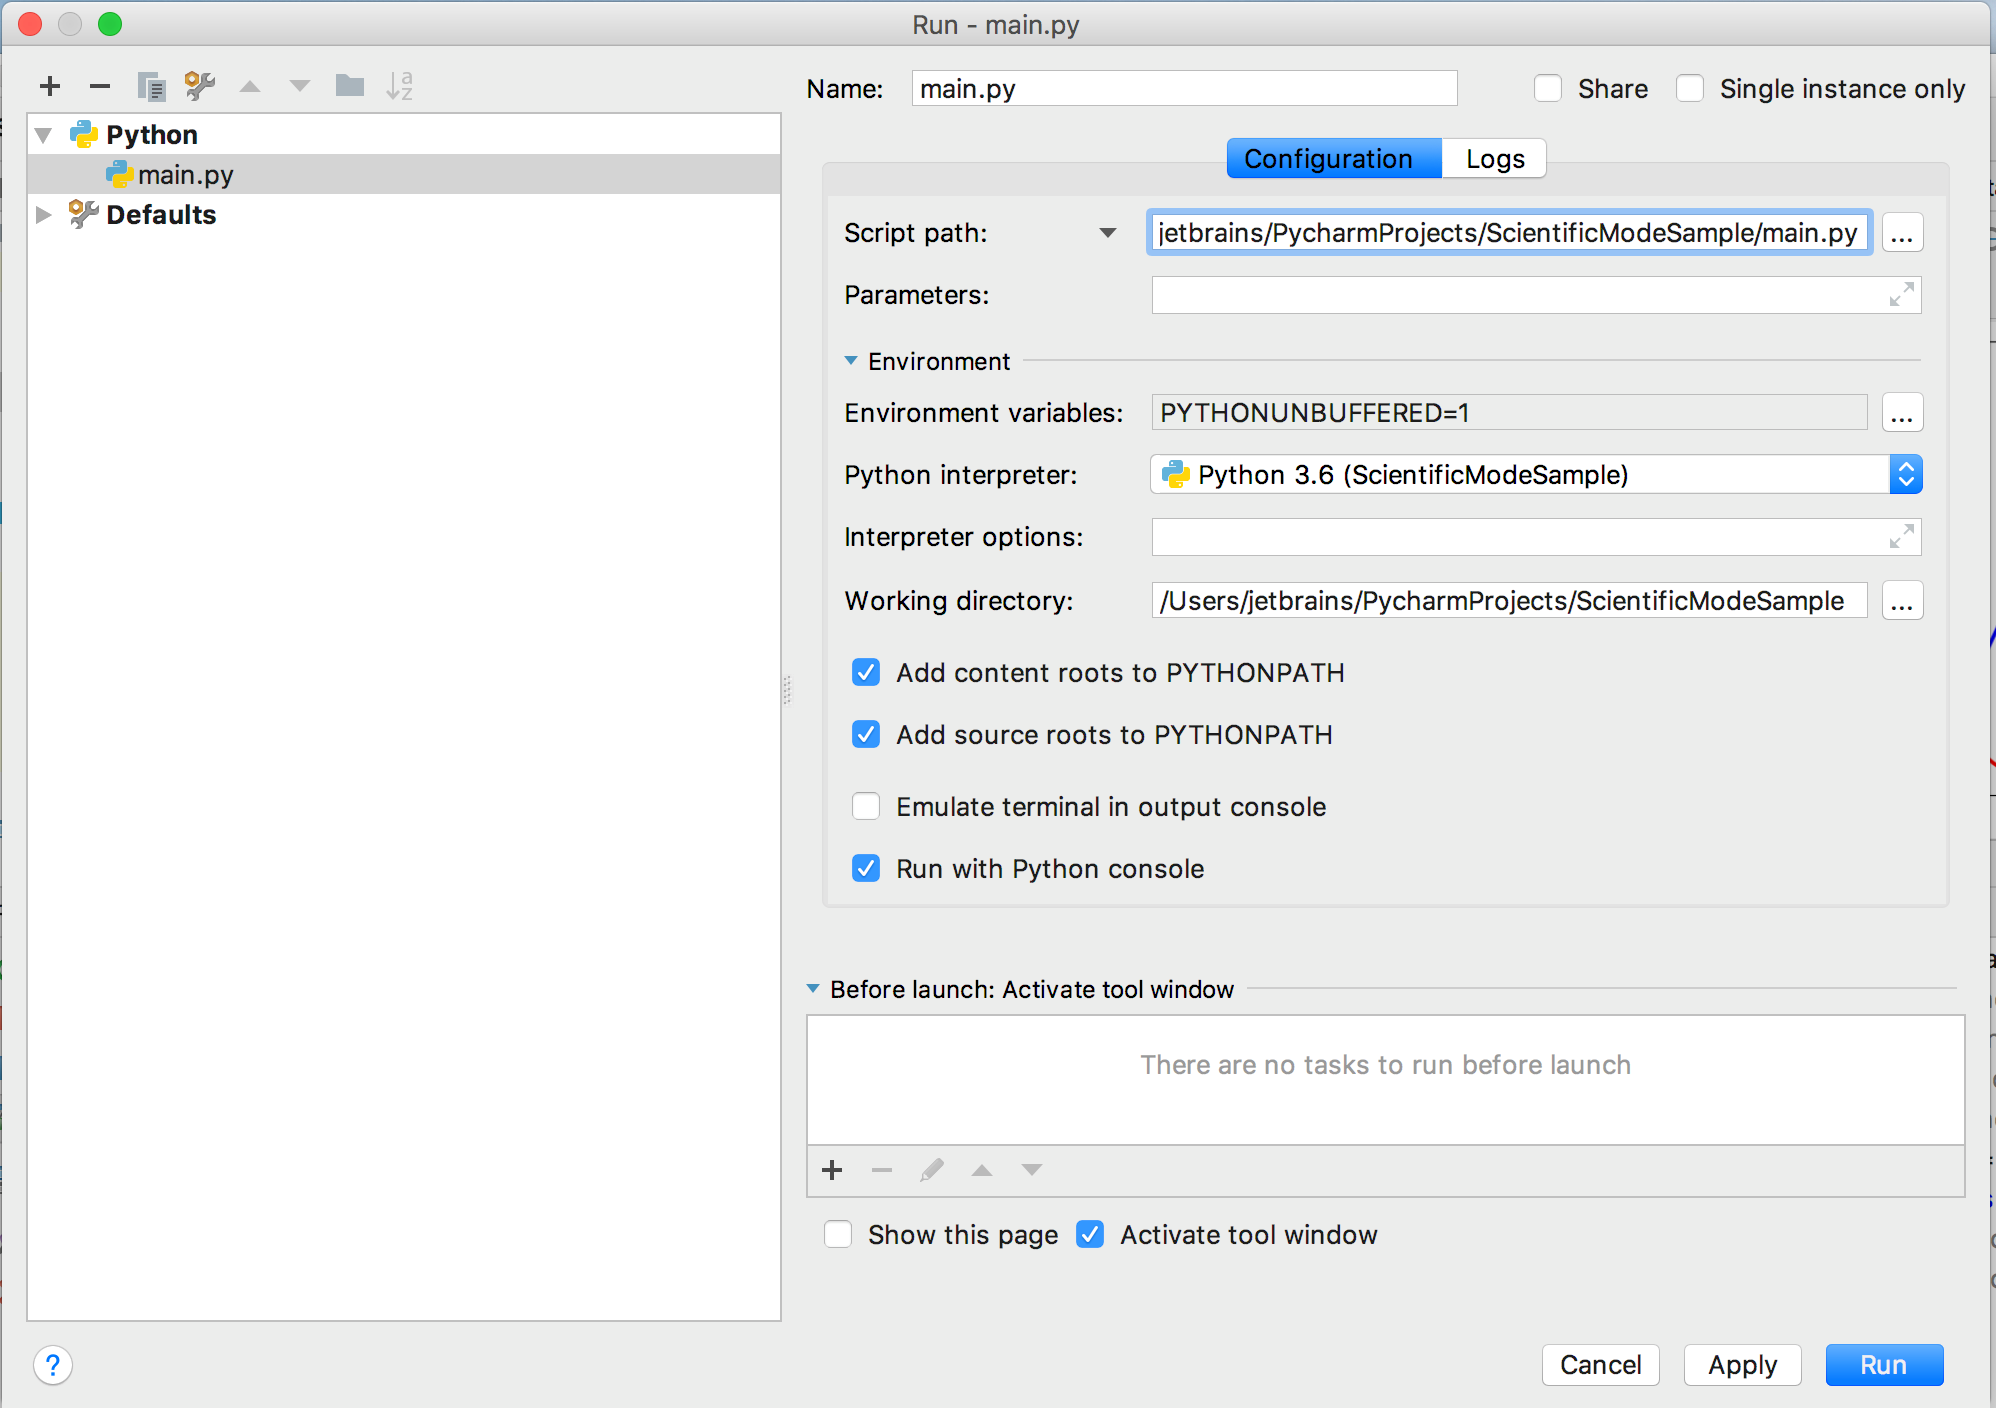 Run - main.py
Name: main.py Share Single instance only
Python
main.py
Defaults
Configuration Logs
Script path: jetbrains/PycharmProjects/ScientificModeSample/main.py ...
Parameters:
Environment
Environment variables: PYTHONUNBUFFERED=1 ...
Python interpreter: Python 3.6 (ScientificModeSample)
Interpreter options:
Working directory: /Users/jetbrains/PycharmProjects/ScientificModeSample ...
Add content roots to PYTHONPATH
Add source roots to PYTHONPATH
Emulate terminal in output console
Run with Python console
Before launch: Activate tool window
There are no tasks to run before launch
Show this page Activate tool window
? Cancel Apply Run